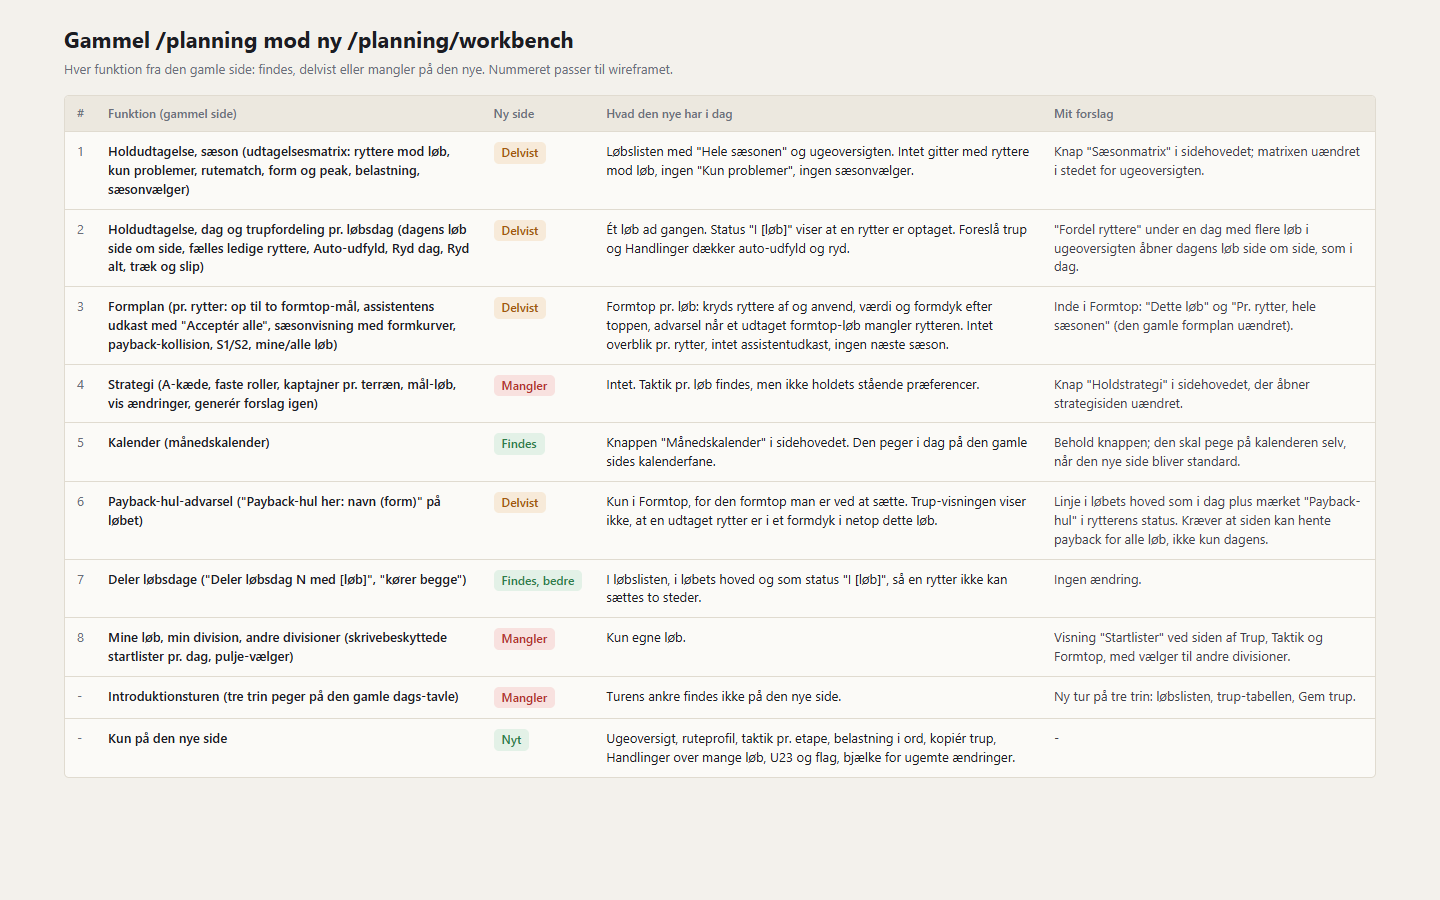 Gammel /planning mod ny /planning/workbench
Hver funktion fra den gamle side: findes, delvist eller mangler på den nye. Nummeret passer til wireframet.
# Funktion (gammel side) Ny side Hvad den nye har i dag Mit forslag
1 Holdudtagelse, sæson (udtagelsesmatrix: ryttere mod løb, kun problemer, rutematch, form og peak, belastning, sæsonvælger) Delvist Løbslisten med "Hele sæsonen" og ugeoversigten. Intet gitter med ryttere mod løb, ingen "Kun problemer", ingen sæsonvælger. Knap "Sæsonmatrix" i sidehovedet; matrixen uændret i stedet for ugeoversigten.
2 Holdudtagelse, dag og trupfordeling pr. løbsdag (dagens løb side om side, fælles ledige ryttere, Auto-udfyld, Ryd dag, Ryd alt, træk og slip) Delvist Ét løb ad gangen. Status "I [løb]" viser at en rytter er optaget. Foreslå trup og Handlinger dækker auto-udfyld og ryd. "Fordel ryttere" under en dag med flere løb i ugeoversigten åbner dagens løb side om side, som i dag.
3 Formplan (pr. rytter: op til to formtop-mål, assistentens udkast med "Acceptér alle", sæsonvisning med formkurver, payback-kollision, S1/S2, mine/alle løb) Delvist Formtop pr. løb: kryds ryttere af og anvend, værdi og formdyk efter toppen, advarsel når et udtaget formtop-løb mangler rytteren. Intet overblik pr. rytter, intet assistentudkast, ingen næste sæson. Inde i Formtop: "Dette løb" og "Pr. rytter, hele sæsonen" (den gamle formplan uændret).
4 Strategi (A-kæde, faste roller, kaptajner pr. terræn, mål-løb, vis ændringer, generér forslag igen) Mangler Intet. Taktik pr. løb findes, men ikke holdets stående præferencer. Knap "Holdstrategi" i sidehovedet, der åbner strategisiden uændret.
5 Kalender (månedskalender) Findes Knappen "Månedskalender" i sidehovedet. Den peger i dag på den gamle sides kalenderfane. Behold knappen; den skal pege på kalenderen selv, når den nye side bliver standard.
6 Payback-hul-advarsel ("Payback-hul her: navn (form)" på løbet) Delvist Kun i Formtop, for den formtop man er ved at sætte. Trup-visningen viser ikke, at en udtaget rytter er i et formdyk i netop dette løb. Linje i løbets hoved som i dag plus mærket "Payback-hul" i rytterens status. Kræver at siden kan hente payback for alle løb, ikke kun dagens.
7 Deler løbsdage ("Deler løbsdag N med [løb]", "kører begge") Findes, bedre I løbslisten, i løbets hoved og som status "I [løb]", så en rytter ikke kan sættes to steder. Ingen ændring.
8 Mine løb, min division, andre divisioner (skrivebeskyttede startlister pr. dag, pulje-vælger) Mangler Kun egne løb. Visning "Startlister" ved siden af Trup, Taktik og Formtop, med vælger til andre divisioner.
- Introduktionsturen (tre trin peger på den gamle dags-tavle) Mangler Turens ankre findes ikke på den nye side. Ny tur på tre trin: løbslisten, trup-tabellen, Gem trup.
- Kun på den nye side Nyt Ugeoversigt, ruteprofil, taktik pr. etape, belastning i ord, kopiér trup, Handlinger over mange løb, U23 og flag, bjælke for ugemte ændringer. -